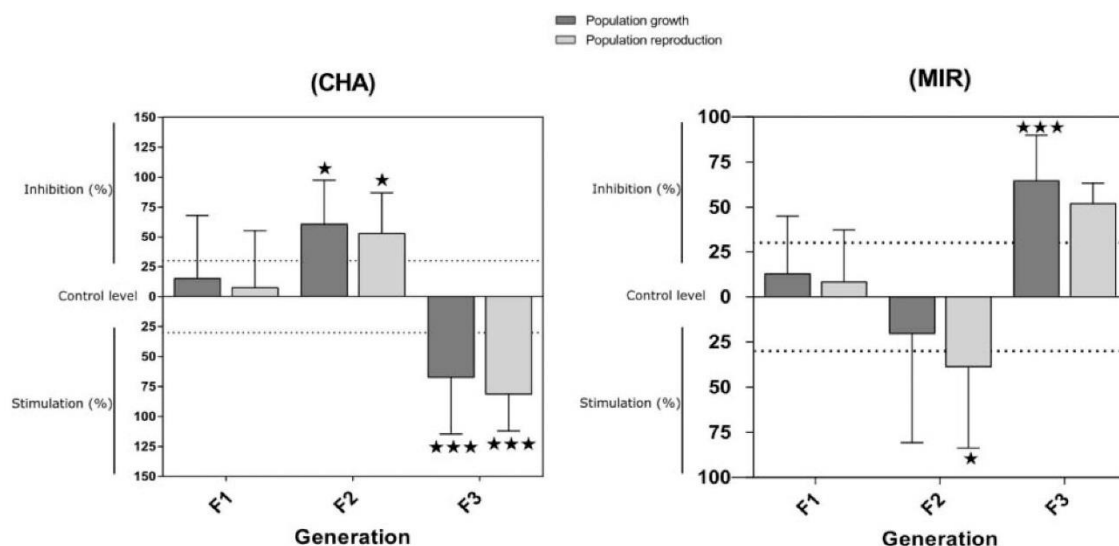 Population growth
Population reproduction
(CHA)
150
125
100
75
50
25
0
25
50
75
100
125
150
Inhibition (%)
Control level
Stimulation (%)
★
★
★★★
★★★
F1
F2
F3
Generation
(MIR)
100
75
50
25
0
25
50
75
100
Inhibition (%)
Control level
Stimulation (%)
★★★
★
F1
F2
F3
Generation